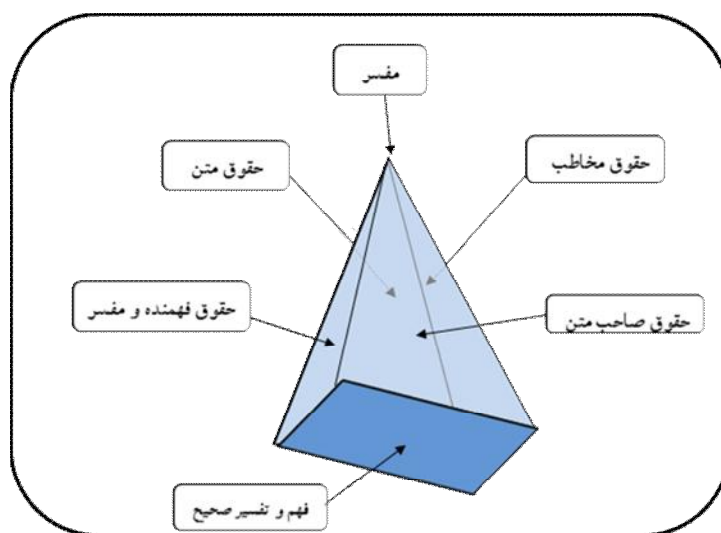 مفسر
حقوق مخاطب
حقوق متن
حقوق فهمنده و مفسر
حقوق صاحب متن
فهم و تفسیر صحیح